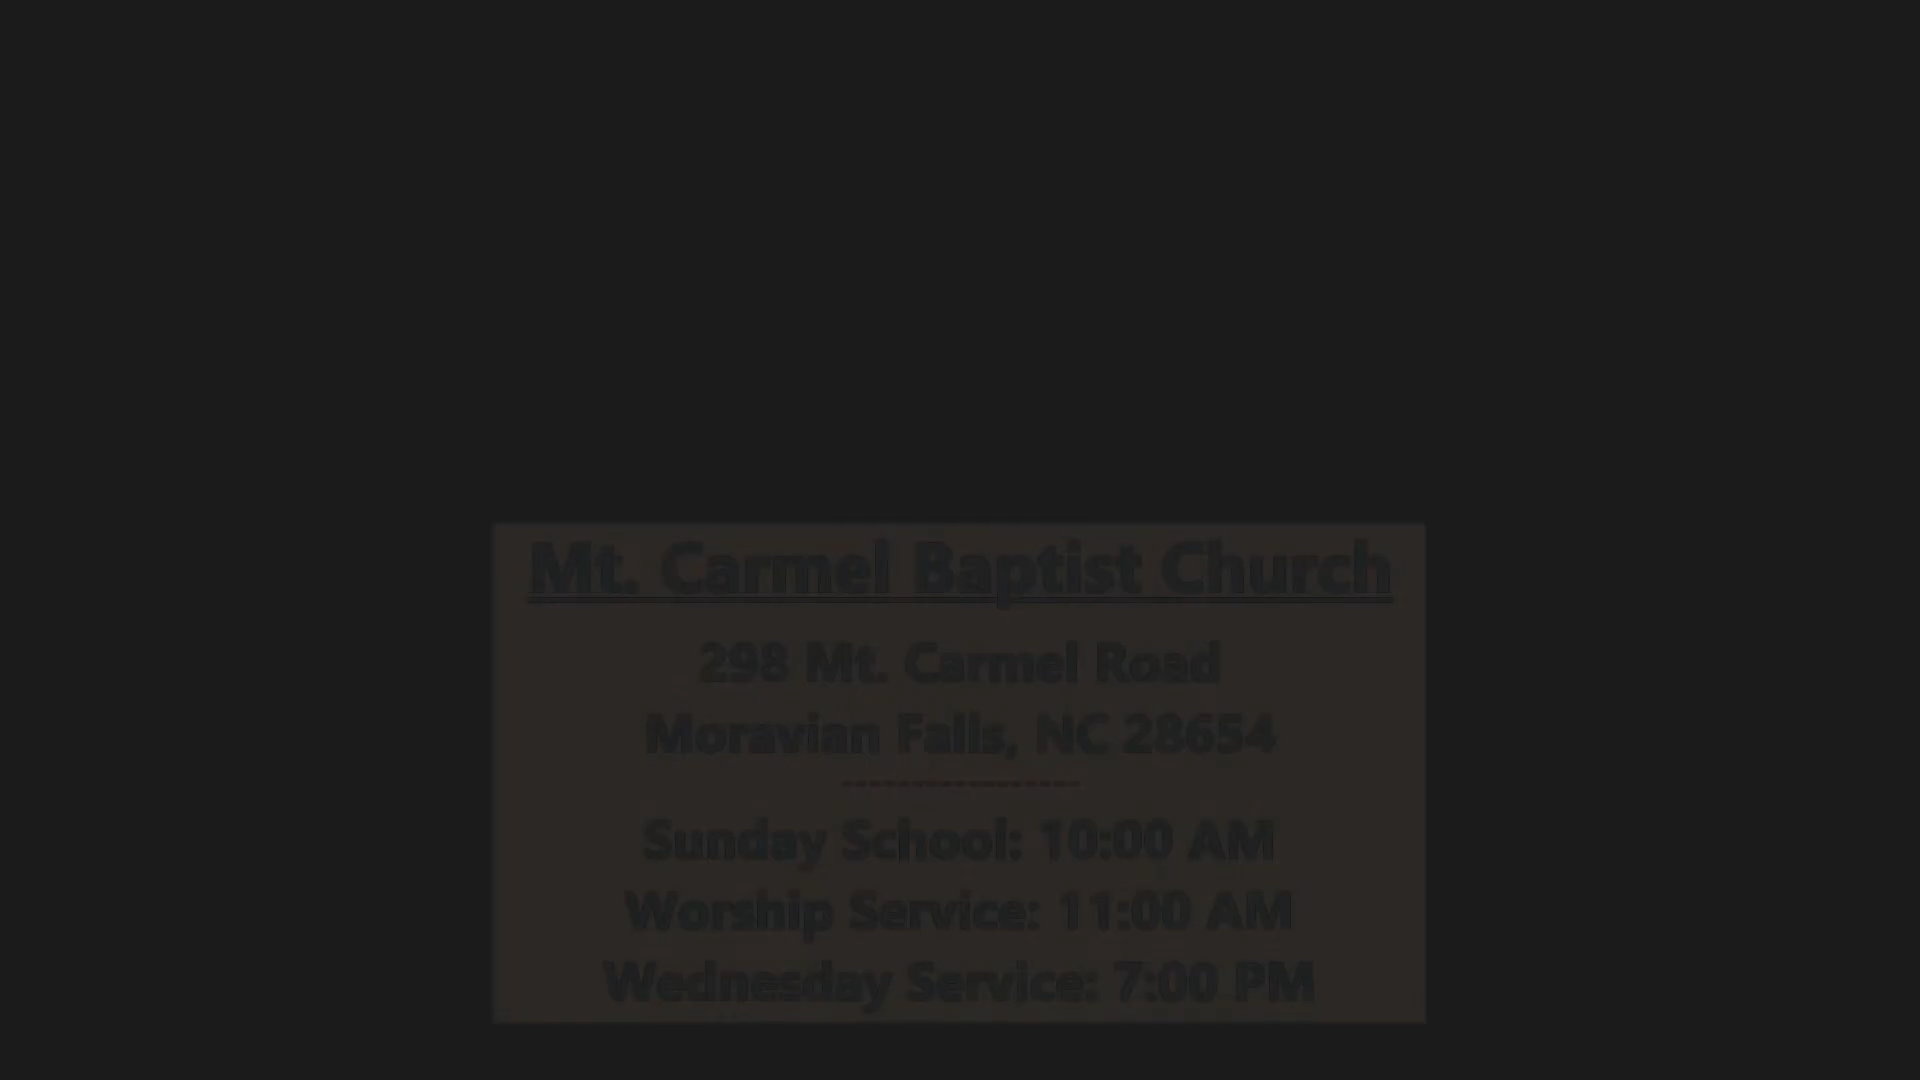 Mt. Carmel Baptist Church
298 Mt. Carmel Road
Moravian Falls, NC 28654
-----------------
Sunday School: 10:00 AM
Worship Service: 11:00 AM
Wednesday Service: 7:00 PM